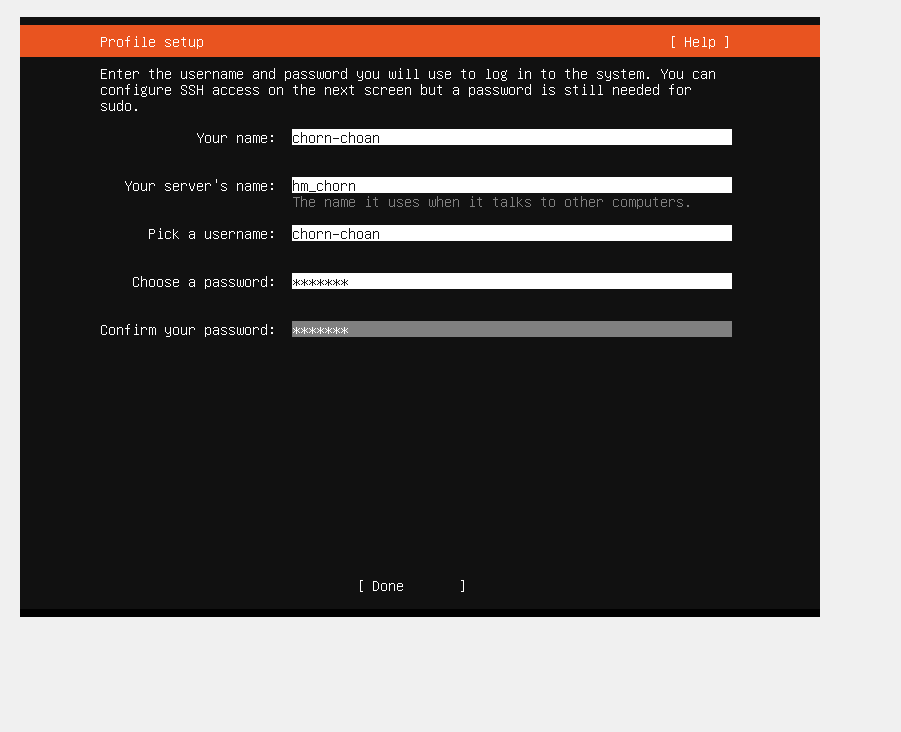 Profile setup [ Help ]
Enter the username and password you will use to log in to the system. You can
configure SSH access on the next screen but a password is still needed for
sudo.
Your name: chorn-choan
Your server's name: hm_chorn
The name it uses when it talks to other computers.
Pick a username: chorn-choan
Choose a password: *******
Confirm your password: *******
[ Done ]